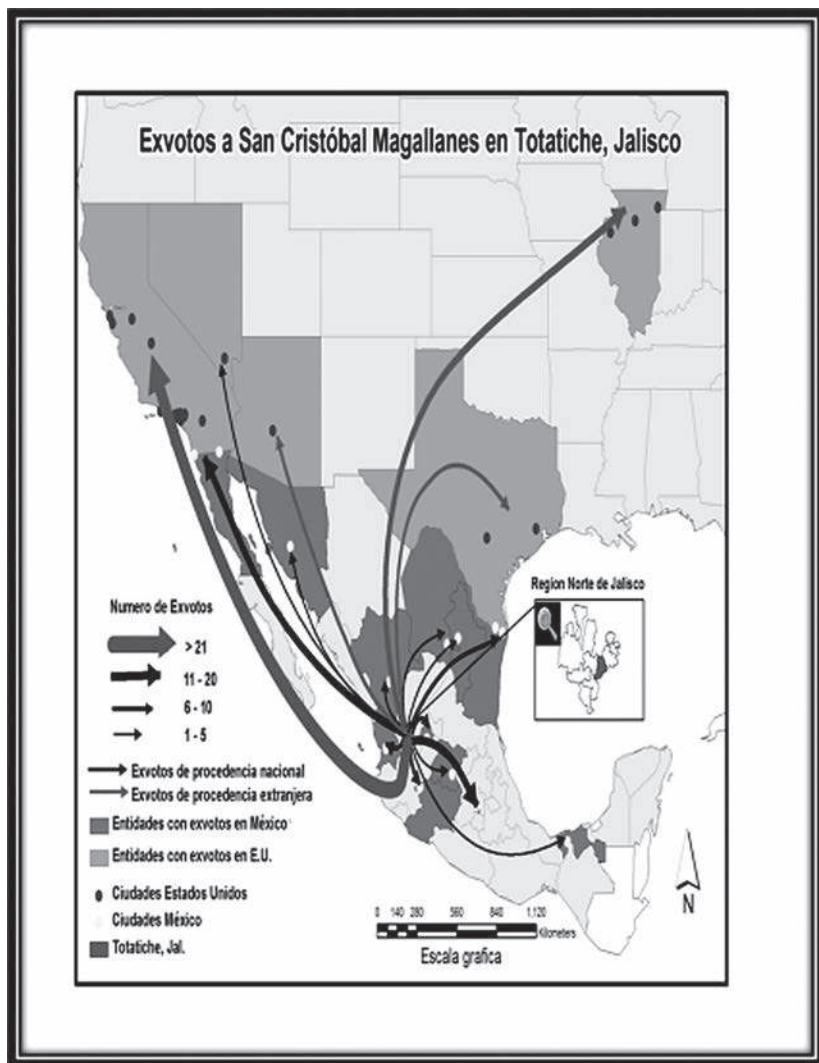 Exvotos a San Cristóbal Magallanes en Totatiche, Jalisco
Region Norte de Jalisco
Numero de Exvotos
> 21
11 - 20
6 - 10
1 - 5
Exvotos de procedencia nacional
Exvotos de procedencia extranjera
Entidades con exvotos en México
Entidades con exvotos en E.U.
Ciudades Estados Unidos
Ciudades México
Totatiche, Jal.
0 140 280 560 840 1,120
Kilometers
Escala grafica
N